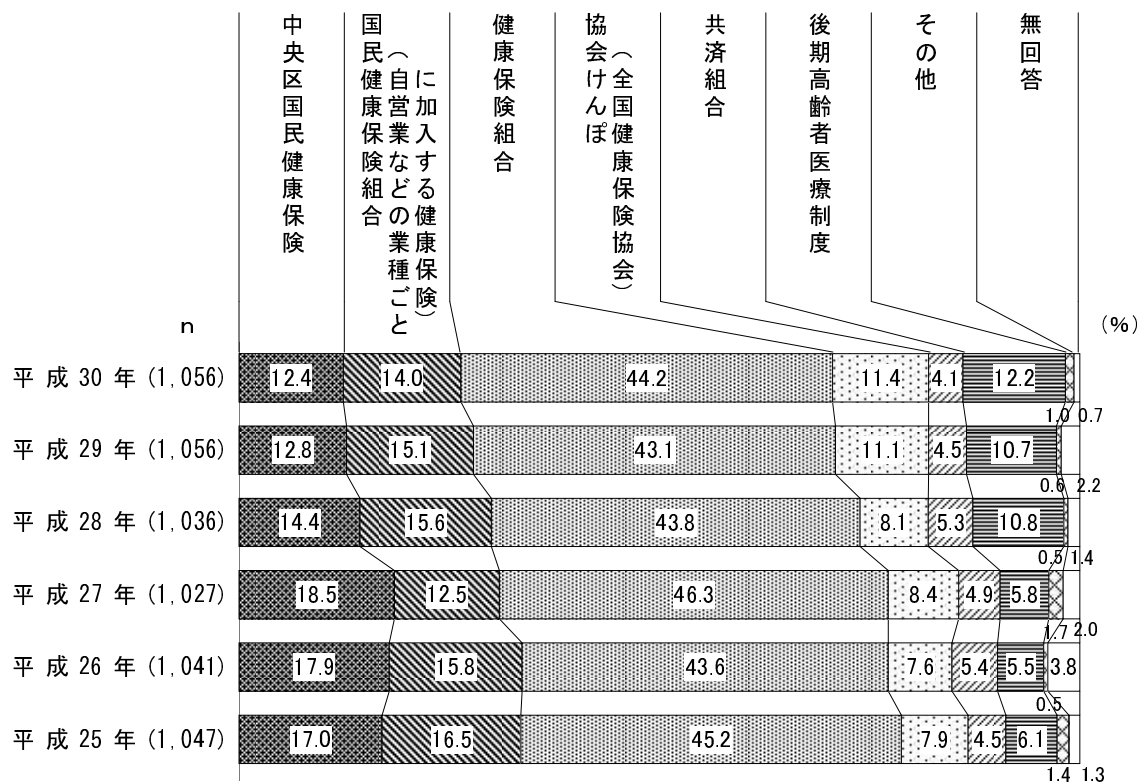 中央区国民健康保険
国民健康保険組合
（自営業などの業種ごと
に加入する健康保険）
健康保険組合
協会けんぽ
（全国健康保険協会）
共済組合
後期高齢者医療制度
その他
無回答
n
(%)
平成30年(1,056) 12.4 14.0 44.2 11.4 4.1 12.2
1.0 0.7
平成29年(1,056) 12.8 15.1 43.1 11.1 4.5 10.7
0.6 2.2
平成28年(1,036) 14.4 15.6 43.8 8.1 5.3 10.8
0.5 1.4
平成27年(1,027) 18.5 12.5 46.3 8.4 4.9 5.8
1.7 2.0
平成26年(1,041) 17.9 15.8 43.6 7.6 5.4 5.5 3.8
0.5
平成25年(1,047) 17.0 16.5 45.2 7.9 4.5 6.1
1.4 1.3